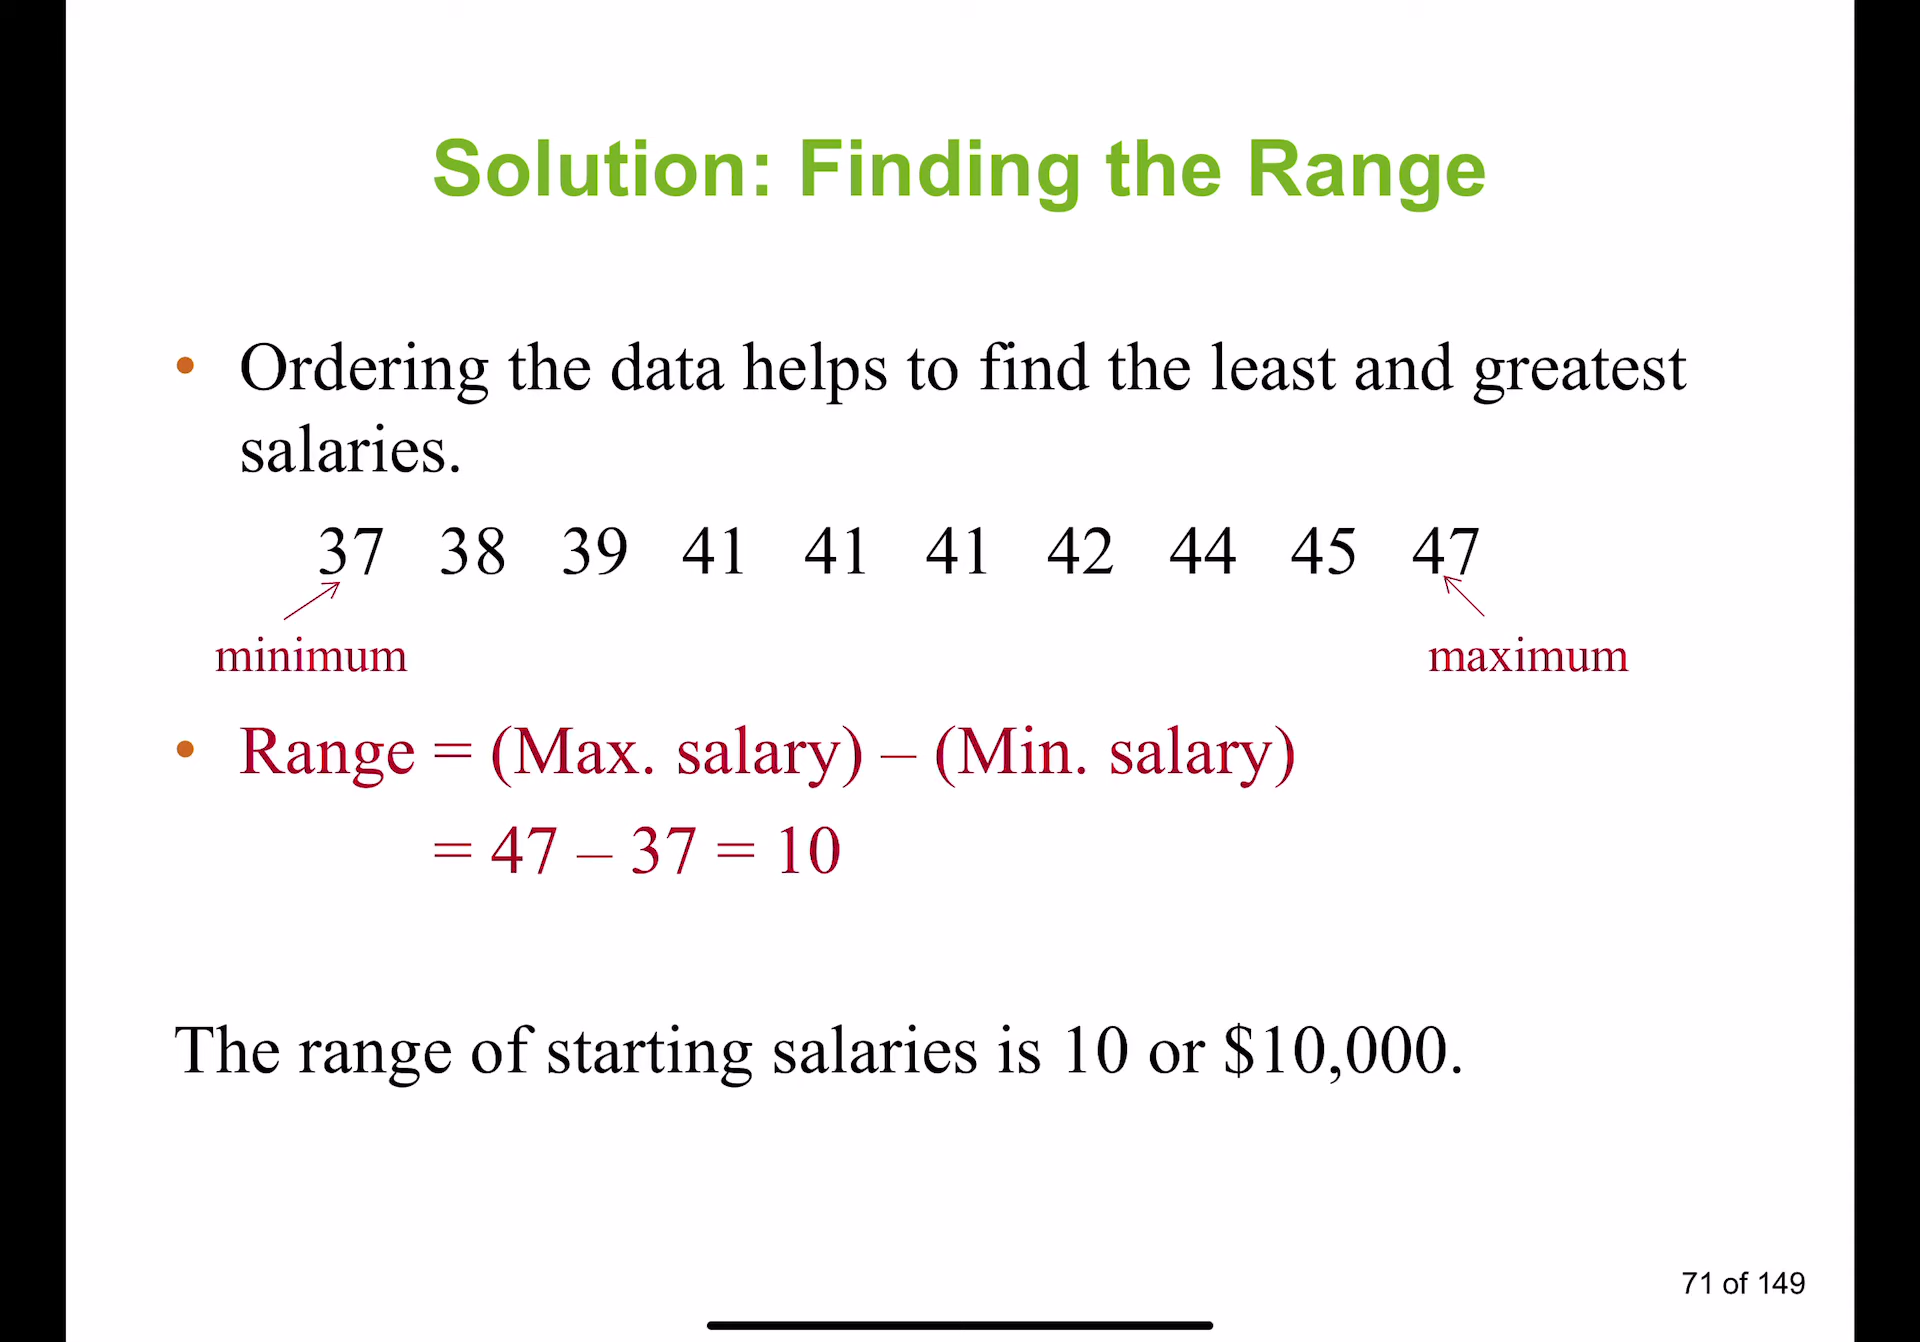 Solution: Finding the Range
• Ordering the data helps to find the least and greatest
salaries.
37 38 39 41 41 41 42 44 45 47
minimum maximum
• Range = (Max. salary) – (Min. salary)
= 47 – 37 = 10
The range of starting salaries is 10 or $10,000.
71 of 149